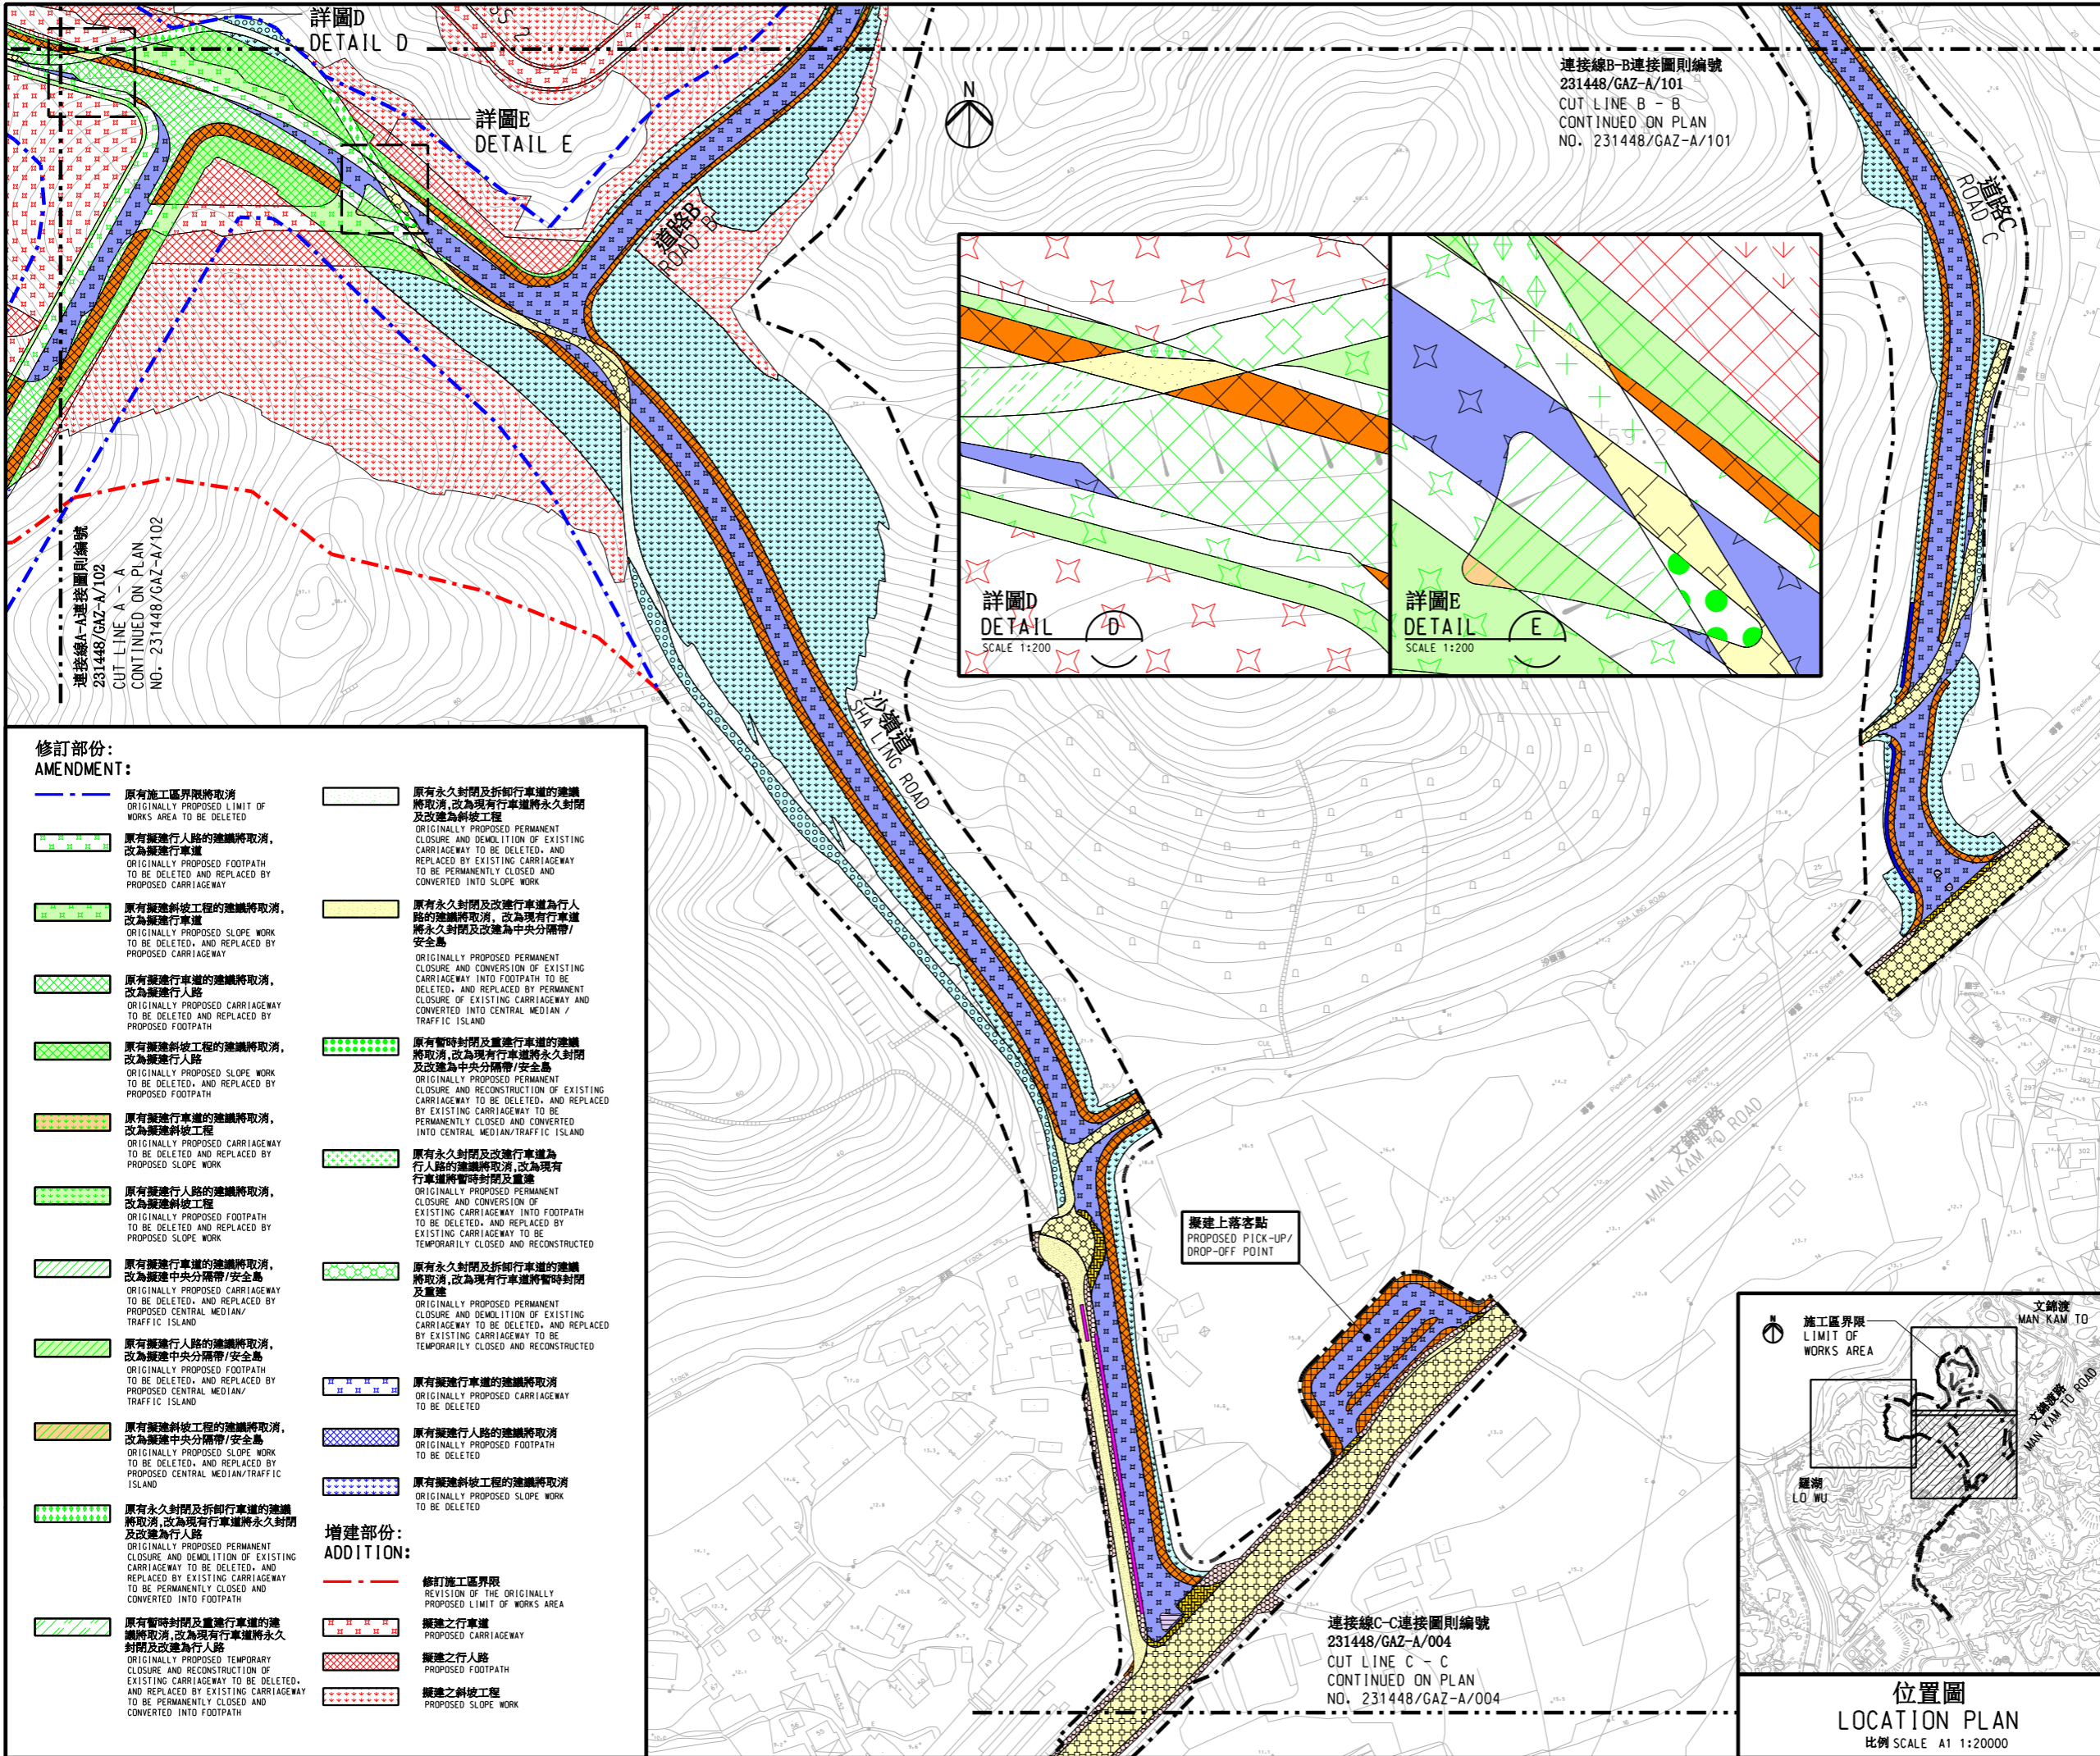 詳圖D
DETAIL D
詳圖E
DETAIL E
N
連接線B-B連接圖則編號
231448/GAZ-A/101
CUT LINE B - B
CONTINUED ON PLAN
NO. 231448/GAZ-A/101
道路B
ROAD B
道路C
ROAD C
連接線A-A連接圖則編號
231448/GAZ-A/102
CUT LINE A - A
CONTINUED ON PLAN
NO. 231448/GAZ-A/102
詳圖D
DETAIL
D
SCALE 1:200
詳圖E
DETAIL
E
SCALE 1:200
沙嶺道
SHA LING ROAD
沙嶺道
SHA LING ROAD
文錦渡路
MAN KAM TO ROAD
擬建上落客點
PROPOSED PICK-UP/
DROP-OFF POINT
連接線C-C連接圖則編號
231448/GAZ-A/004
CUT LINE C - C
CONTINUED ON PLAN
NO. 231448/GAZ-A/004
修訂部份:
AMENDMENT:
原有施工區界限將取消
ORIGINALLY PROPOSED LIMIT OF
WORKS AREA TO BE DELETED
原有擬建行人路的建議將取消,
改為擬建行車道
ORIGINALLY PROPOSED FOOTPATH
TO BE DELETED AND REPLACED BY
PROPOSED CARRIAGEWAY
原有擬建斜坡工程的建議將取消,
改為擬建行車道
ORIGINALLY PROPOSED SLOPE WORK
TO BE DELETED, AND REPLACED BY
PROPOSED CARRIAGEWAY
原有擬建行車道的建議將取消,
改為擬建行人路
ORIGINALLY PROPOSED CARRIAGEWAY
TO BE DELETED AND REPLACED BY
PROPOSED FOOTPATH
原有擬建斜坡工程的建議將取消,
改為擬建行人路
ORIGINALLY PROPOSED SLOPE WORK
TO BE DELETED, AND REPLACED BY
PROPOSED FOOTPATH
原有擬建行車道的建議將取消,
改為擬建斜坡工程
ORIGINALLY PROPOSED CARRIAGEWAY
TO BE DELETED AND REPLACED BY
PROPOSED SLOPE WORK
原有擬建行人路的建議將取消,
改為擬建斜坡工程
ORIGINALLY PROPOSED FOOTPATH
TO BE DELETED AND REPLACED BY
PROPOSED SLOPE WORK
原有擬建行車道的建議將取消,
改為擬建中央分隔帶/安全島
ORIGINALLY PROPOSED CARRIAGEWAY
TO BE DELETED, AND REPLACED BY
PROPOSED CENTRAL MEDIAN/
TRAFFIC ISLAND
原有擬建行人路的建議將取消,
改為擬建中央分隔帶/安全島
ORIGINALLY PROPOSED FOOTPATH
TO BE DELETED, AND REPLACED BY
PROPOSED CENTRAL MEDIAN/
TRAFFIC ISLAND
原有擬建斜坡工程的建議將取消,
改為擬建中央分隔帶/安全島
ORIGINALLY PROPOSED SLOPE WORK
TO BE DELETED, AND REPLACED BY
PROPOSED CENTRAL MEDIAN/TRAFFIC
ISLAND
原有永久封閉及拆卸行車道的建議
將取消,改為現有行車道將永久封閉
及改建為行人路
ORIGINALLY PROPOSED PERMANENT
CLOSURE AND DEMOLITION OF EXISTING
CARRIAGEWAY TO BE DELETED, AND
REPLACED BY EXISTING CARRIAGEWAY
TO BE PERMANENTLY CLOSED AND
CONVERTED INTO FOOTPATH
原有暫時封閉及重建行車道的建
議將取消,改為現有行車道將永久
封閉及改建為行人路
ORIGINALLY PROPOSED TEMPORARY
CLOSURE AND RECONSTRUCTION OF
EXISTING CARRIAGEWAY TO BE DELETED,
AND REPLACED BY EXISTING CARRIAGEWAY
TO BE PERMANENTLY CLOSED AND
CONVERTED INTO FOOTPATH
原有永久封閉及拆卸行車道的建議
將取消,改為現有行車道將永久封閉
及改建為斜坡工程
ORIGINALLY PROPOSED PERMANENT
CLOSURE AND DEMOLITION OF EXISTING
CARRIAGEWAY TO BE DELETED, AND
REPLACED BY EXISTING CARRIAGEWAY
TO BE PERMANENTLY CLOSED AND
CONVERTED INTO SLOPE WORK
原有永久封閉及改建行車道為行人
路的建議將取消, 改為現有行車道
將永久封閉及改建為中央分隔帶/
安全島
ORIGINALLY PROPOSED PERMANENT
CLOSURE AND CONVERSION OF EXISTING
CARRIAGEWAY INTO FOOTPATH TO BE
DELETED, AND REPLACED BY PERMANENT
CLOSURE OF EXISTING CARRIAGEWAY AND
CONVERTED INTO CENTRAL MEDIAN /
TRAFFIC ISLAND
原有暫時封閉及重建行車道的建議
將取消,改為現有行車道將永久封閉
及改建為中央分隔帶/安全島
ORIGINALLY PROPOSED PERMANENT
CLOSURE AND RECONSTRUCTION OF EXISTING
CARRIAGEWAY TO BE DELETED, AND REPLACED
BY EXISTING CARRIAGEWAY TO BE
PERMANENTLY CLOSED AND CONVERTED
INTO CENTRAL MEDIAN/TRAFFIC ISLAND
原有永久封閉及改建行車道為
行人路的建議將取消,改為現有
行車道將暫時封閉及重建
ORIGINALLY PROPOSED PERMANENT
CLOSURE AND CONVERSION OF
EXISTING CARRIAGEWAY INTO FOOTPATH
TO BE DELETED, AND REPLACED BY
EXISTING CARRIAGEWAY TO BE
TEMPORARILY CLOSED AND RECONSTRUCTED
原有永久封閉及拆卸行車道的建議
將取消,改為現有行車道將暫時封閉
及重建
ORIGINALLY PROPOSED PERMANENT
CLOSURE AND DEMOLITION OF EXISTING
CARRIAGEWAY TO BE DELETED, AND REPLACED
BY EXISTING CARRIAGEWAY TO BE
TEMPORARILY CLOSED AND RECONSTRUCTED
原有擬建行車道的建議將取消
ORIGINALLY PROPOSED CARRIAGEWAY
TO BE DELETED
原有擬建行人路的建議將取消
ORIGINALLY PROPOSED FOOTPATH
TO BE DELETED
原有擬建斜坡工程的建議將取消
ORIGINALLY PROPOSED SLOPE WORK
TO BE DELETED
增建部份:
ADDITION:
修訂施工區界限
REVISION OF THE ORIGINALLY
PROPOSED LIMIT OF WORKS AREA
擬建之行車道
PROPOSED CARRIAGEWAY
擬建之行人路
PROPOSED FOOTPATH
擬建之斜坡工程
PROPOSED SLOPE WORK
N
施工區界限
LIMIT OF
WORKS AREA
文錦渡
MAN KAM TO
文錦渡路
MAN KAM TO ROAD
羅湖
LO WU
位置圖
LOCATION PLAN
比例 SCALE A1 1:20000